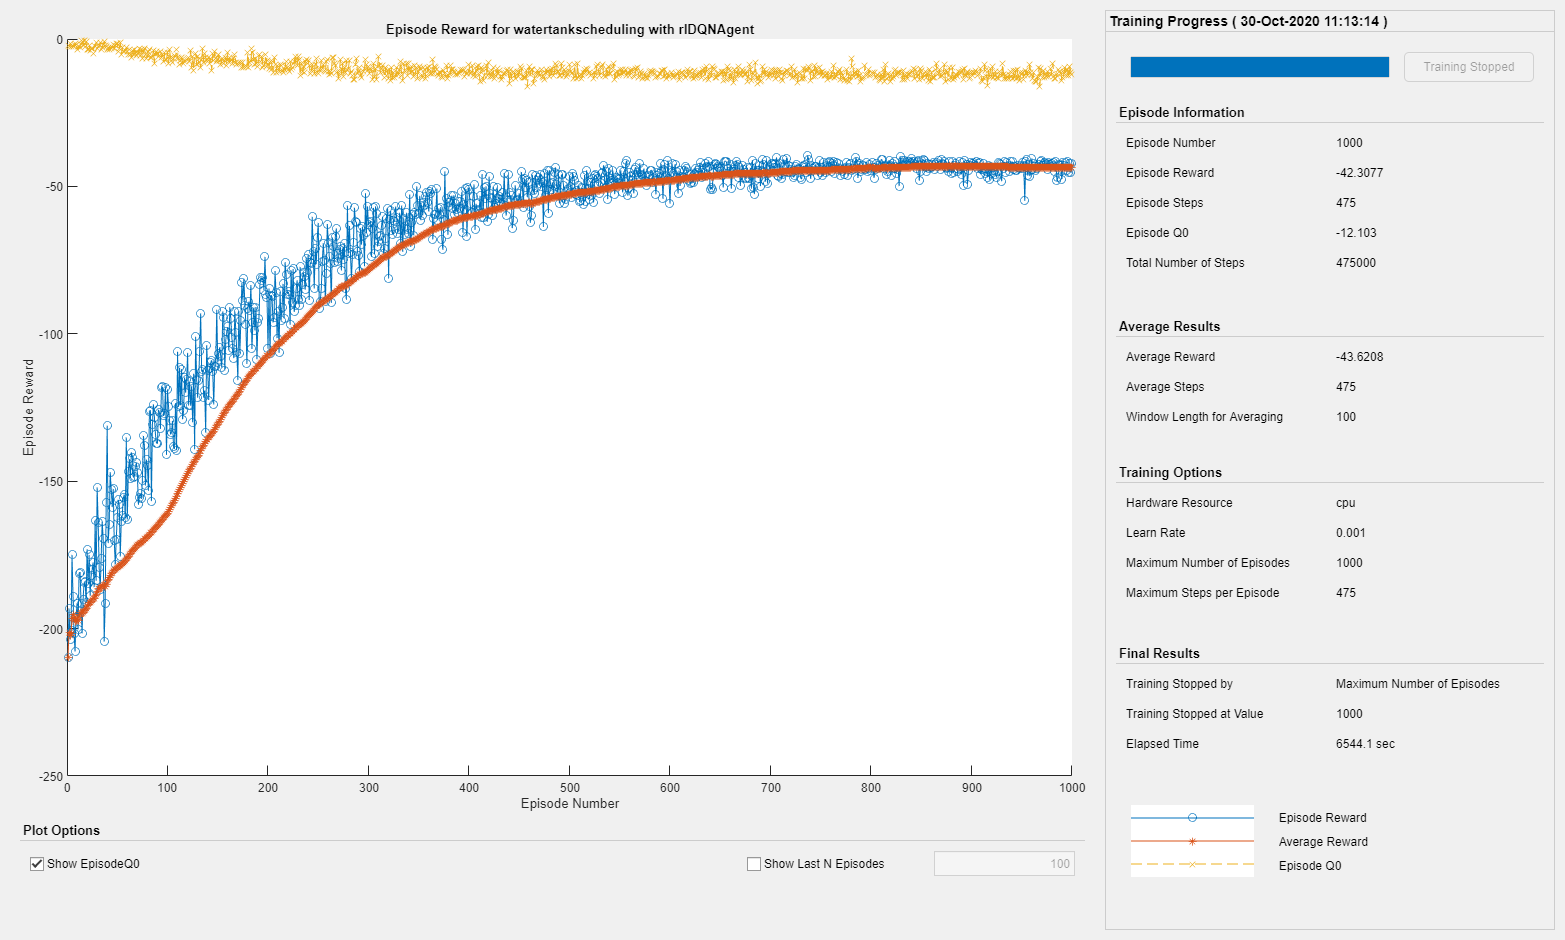 Episode Reward for watertankscheduling with rlDQNAgent
0
-50
-100
-150
-200
-250
Episode Reward
0 100 200 300 400 500 600 700 800 900 1000
Episode Number
Plot Options
Show EpisodeQ0
Show Last N Episodes 100
Training Progress ( 30-Oct-2020 11:13:14 )
Training Stopped
Episode Information
Episode Number 1000
Episode Reward -42.3077
Episode Steps 475
Episode Q0 -12.103
Total Number of Steps 475000
Average Results
Average Reward -43.6208
Average Steps 475
Window Length for Averaging 100
Training Options
Hardware Resource cpu
Learn Rate 0.001
Maximum Number of Episodes 1000
Maximum Steps per Episode 475
Final Results
Training Stopped by Maximum Number of Episodes
Training Stopped at Value 1000
Elapsed Time 6544.1 sec
Episode Reward
Average Reward
Episode Q0